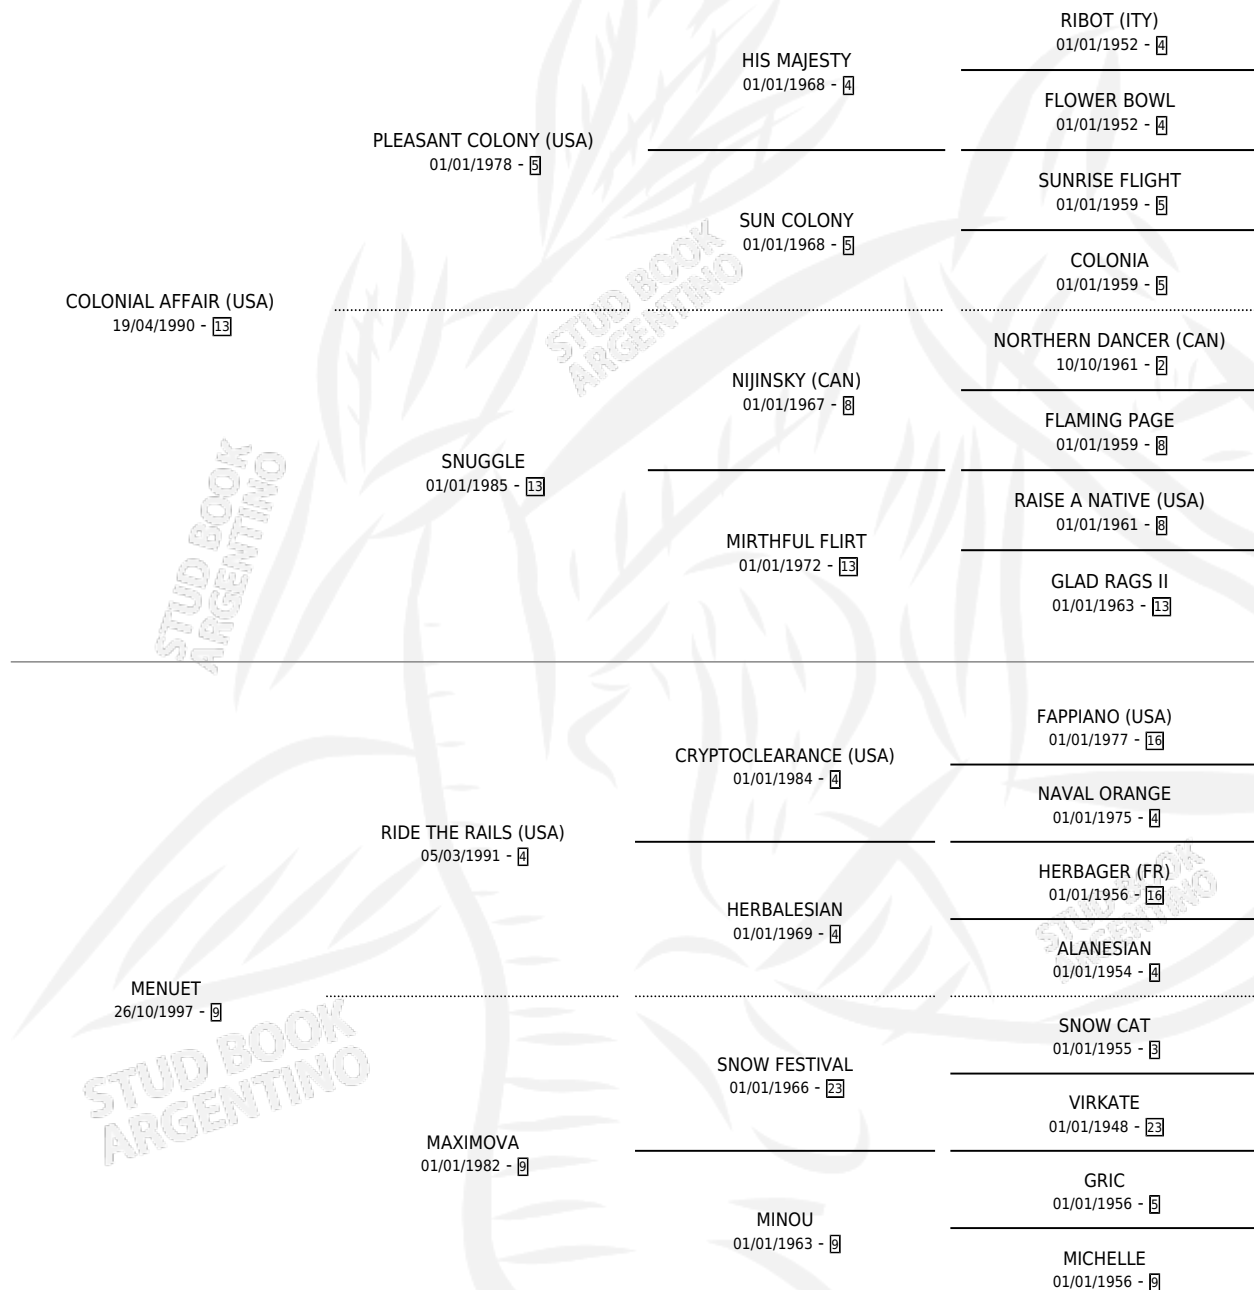 RIBOT (ITY)
01/01/1952 - 4
HIS MAJESTY
01/01/1968 - 4
FLOWER BOWL
01/01/1952 - 4
PLEASANT COLONY (USA)
01/01/1978 - 5
SUNRISE FLIGHT
01/01/1959 - 5
SUN COLONY
01/01/1968 - 5
COLONIA
01/01/1959 - 5
COLONIAL AFFAIR (USA)
19/04/1990 - 13
NORTHERN DANCER (CAN)
10/10/1961 - 2
NIJINSKY (CAN)
01/01/1967 - 8
FLAMING PAGE
01/01/1959 - 8
SNUGGLE
01/01/1985 - 13
RAISE A NATIVE (USA)
01/01/1961 - 8
MIRTHFUL FLIRT
01/01/1972 - 13
GLAD RAGS II
01/01/1963 - 13
FAPPIANO (USA)
01/01/1977 - 16
CRYPTOCLEARANCE (USA)
01/01/1984 - 4
NAVAL ORANGE
01/01/1975 - 4
RIDE THE RAILS (USA)
05/03/1991 - 4
HERBAGER (FR)
01/01/1956 - 16
HERBALESIAN
01/01/1969 - 4
ALANESIAN
01/01/1954 - 4
MENUET
26/10/1997 - 9
SNOW CAT
01/01/1955 - 3
SNOW FESTIVAL
01/01/1966 - 23
VIRKATE
01/01/1948 - 23
MAXIMOVA
01/01/1982 - 9
GRIC
01/01/1956 - 5
MINOU
01/01/1963 - 9
MICHELLE
01/01/1956 - 9
STUD BOOK
ARGENTINO
STUD BOOK
ARGENTINO
STUD BOOK
ARGENTINO
STUD BOOK
ARGENTINO